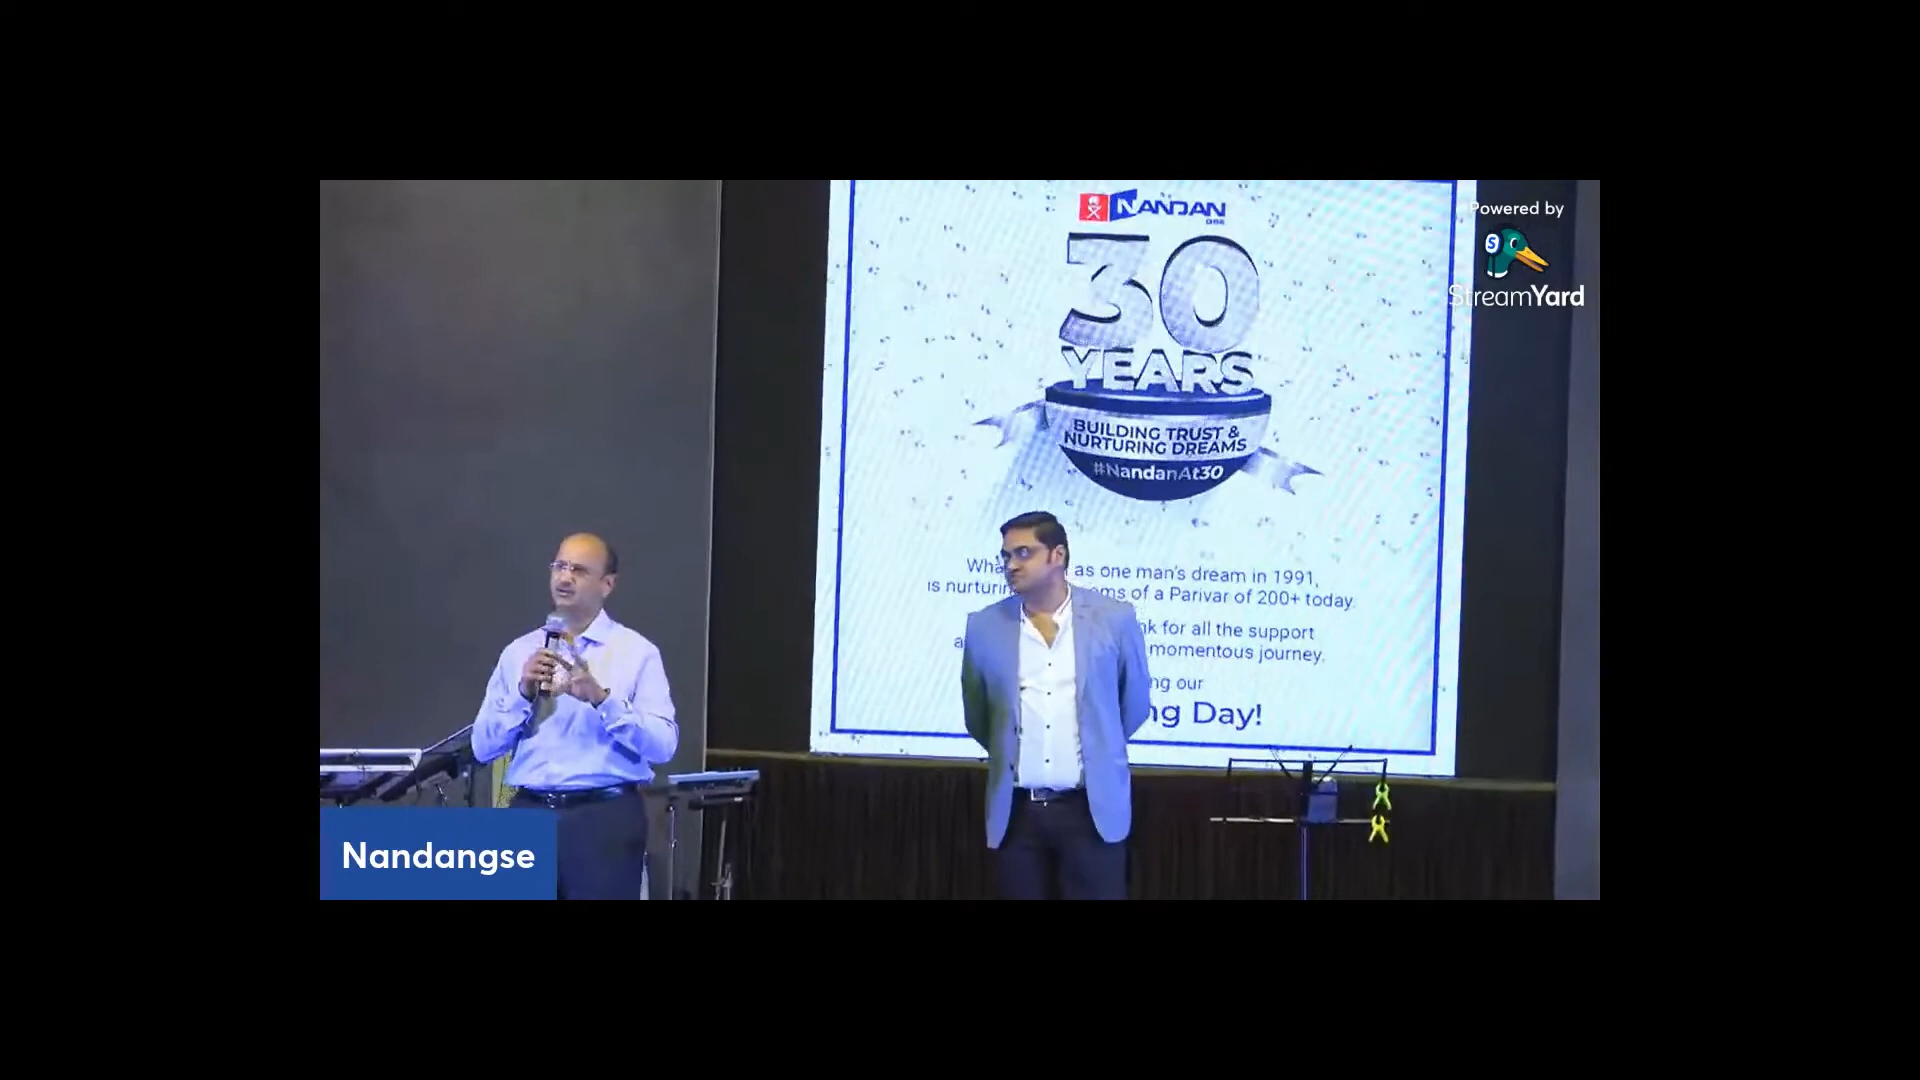 NANDAN
GSE
30
YEARS
BUILDING TRUST &
NURTURING DREAMS
#NandanAt30
as one man's dream in 1991,
is of a Parivar of 200+ today.
for all the support
momentous journey.
our
Day!
Powered by
S
StreamYard
Nandangse